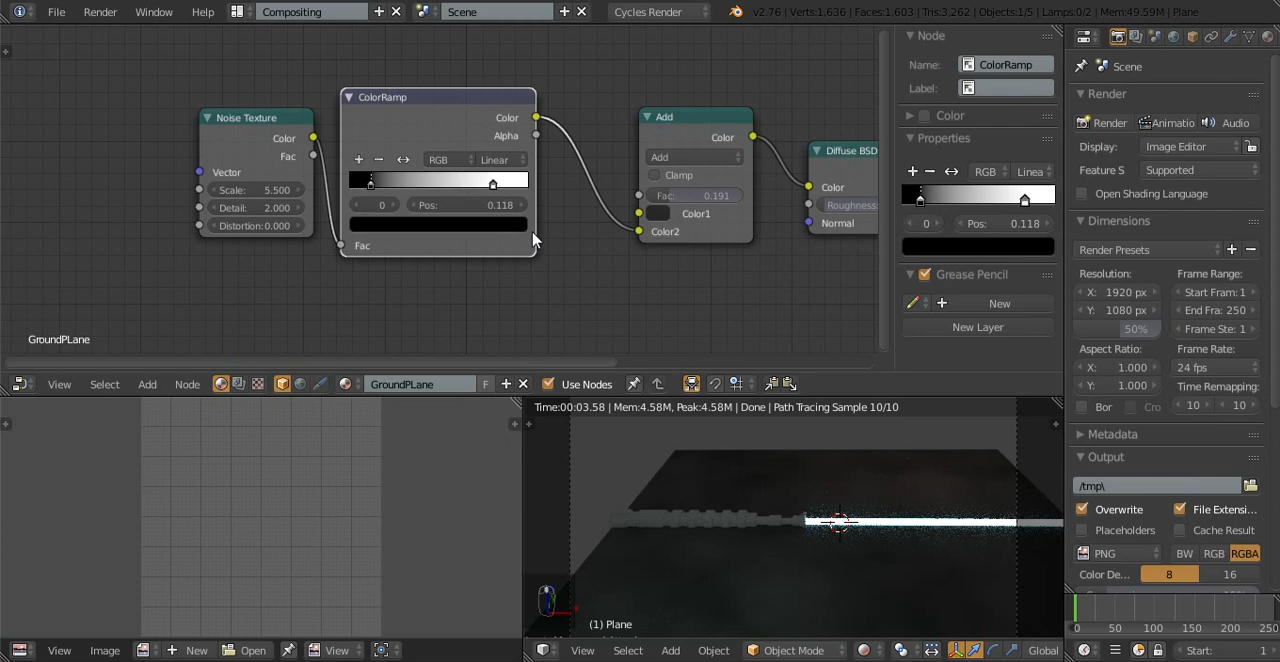 File Render Window Help Compositing Scene Cycles Render v2.76 | Verts:1,636 | Faces:1,603 | Tris:3,262 | Objects:1/5 | Lamps:0/2 | Mem:49.59M | Plane
Noise Texture
Color
Fac
Vector
Scale: 5.500
Detail: 2.000
Distortion:0.000
ColorRamp
Color
Alpha
RGB Linear
0 Pos: 0.118
Fac
Add
Color
Add
Clamp
Fac: 0.191
Color1
Color2
Diffuse BSD
Color
Roughness:
Normal
GroundPLane
Node
Name: ColorRamp
Label:
Color
Properties
RGB Linea
0 Pos: 0.118
Grease Pencil
New
New Layer
View Select Add Node GroundPLane F Use Nodes
Scene
Render
Render Animatio Audio
Display: Image Editor
Feature S Supported
Open Shading Language
Dimensions
Render Presets
Resolution: Frame Range:
X: 1920 px Start Fram: 1
Y: 1080 px End Fra: 250
50% Frame Ste: 1
Aspect Ratio: Frame Rate:
X: 1.000 24 fps
Y: 1.000 Time Remapping:
Bor Cro 10 10
Metadata
Output
/tmp\
Overwrite File Extensi...
Placeholders Cache Result
PNG BW RGB RGBA
Color De... 8 16
Time:00:03.58 | Mem:4.58M, Peak:4.58M | Done | Path Tracing Sample 10/10
(1) Plane
View Image New Open View
View Select Add Object Object Mode Global
0 50 100 150 200 250
Start: 1